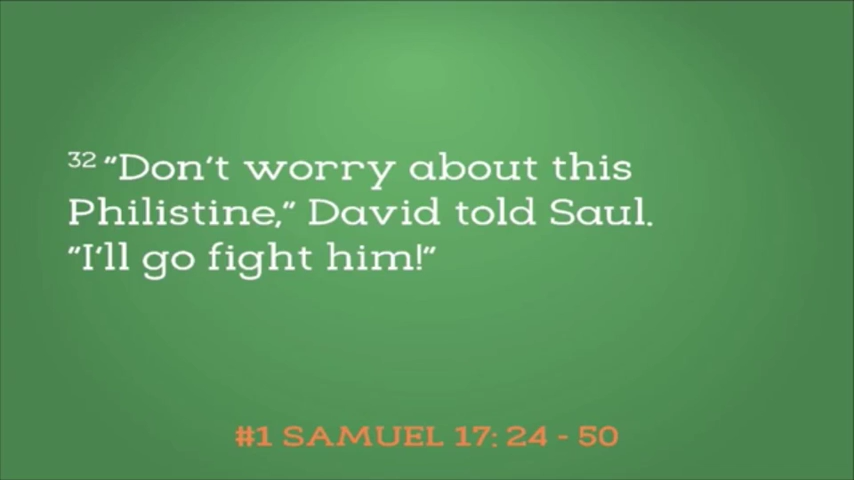 32 "Don't worry about this
Philistine," David told Saul.
"I'll go fight him!"
#1 SAMUEL 17: 24 - 50